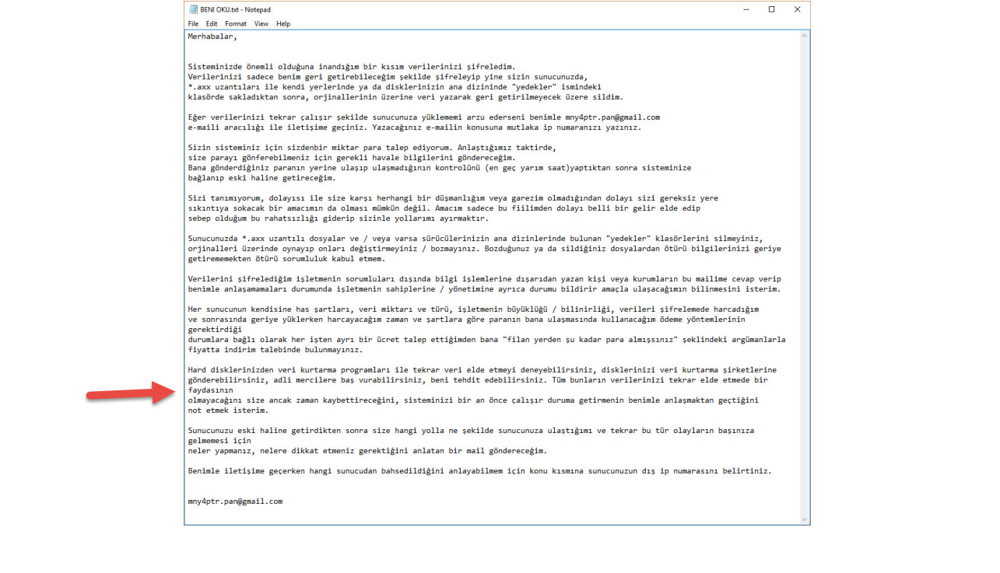 BENI OKU.txt - Notepad
File Edit Format View Help
Merhabalar,
Sisteminizde önemli olduğuna inandığım bir kısım verilerinizi şifreledim.
Verilerinizi sadece benim geri getirebileceğim şekilde şifreleyip yine sizin sunucunuzda,
*.axx uzantıları ile kendi yerlerinde ya da disklerinizin ana dizininde "yedekler" ismindeki
klasörde sakladıktan sonra, orjinallerinin üzerine veri yazarak geri getirilmeyecek üzere sildim.
Eğer verilerinizi tekrar çalışır şekilde sunucunuza yüklememi arzu ederseni benimle mny4ptr.pan@gmail.com
e-maili aracılığı ile iletişime geçiniz. Yazacağınız e-mailin konusuna mutlaka ip numaranızı yazınız.
Sizin sisteminiz için sizdenbir miktar para talep ediyorum. Anlaştığımız taktirde,
size parayı gönferebilmeniz için gerekli havale bilgilerini göndereceğim.
Bana gönderdiğiniz paranın yerine ulaşıp ulaşmadığının kontrolünü (en geç yarım saat)yaptıktan sonra sisteminize
bağlanıp eski haline getireceğim.
Sizi tanımıyorum, dolayısı ile size karşı herhangi bir düşmanlığım veya garezim olmadığından dolayı sizi gereksiz yere
sıkıntıya sokacak bir amacımın da olması mümkün değil. Amacım sadece bu fiilimden dolayı belli bir gelir elde edip
sebep olduğum bu rahatsızlığı giderip sizinle yollarımı ayırmaktır.
Sunucunuzda *.axx uzantılı dosyalar ve / veya varsa sürücülerinizin ana dizinlerinde bulunan "yedekler" klasörlerini silmeyiniz,
orjinalleri üzerinde oynayıp onları değiştirmeyiniz / bozmayınız. Bozduğunuz ya da sildiğiniz dosyalardan ötürü bilgilerinizi geriye
getirememekten ötürü sorumluluk kabul etmem.
Verilerini şifrelediğim işletmenin sorumluları dışında bilgi işlemlerine dışarıdan yazan kişi veya kurumların bu mailime cevap verip
benimle anlaşamamaları durumunda işletmenin sahiplerine / yönetimine ayrıca durumu bildirir amaçla ulaşacağımın bilinmesini isterim.
Her sunucunun kendisine has şartları, veri miktarı ve türü, işletmenin büyüklüğü / bilinirliği, verileri şifrelemede harcadığım
ve sonrasında geriye yüklerken harcayacağım zaman ve şartlara göre paranın bana ulaşmasında kullanacağım ödeme yöntemlerinin
gerektirdiği
durumlara bağlı olarak her işten ayrı bir ücret talep ettiğimden bana "filan yerden şu kadar para almışsınız" şeklindeki argümanlarla
fiyatta indirim talebinde bulunmayınız.
Hard disklerinizden veri kurtarma programları ile tekrar veri elde etmeyi deneyebilirsiniz, disklerinizi veri kurtarma şirketlerine
gönderebilirsiniz, adli mercilere baş vurabilirsiniz, beni tehdit edebilirsiniz. Tüm bunların verilerinizi tekrar elde etmede bir
faydasının
olmayacağını size ancak zaman kaybettireceğini, sisteminizi bir an önce çalışır duruma getirmenin benimle anlaşmaktan geçtiğini
not etmek isterim.
Sunucunuzu eski haline getirdikten sonra size hangi yolla ne şekilde sunucunuza ulaştığımı ve tekrar bu tür olayların başınıza
gelmemesi için
neler yapmanız, nelere dikkat etmeniz gerektiğini anlatan bir mail göndereceğim.
Benimle iletişime geçerken hangi sunucudan bahsedildiğini anlayabilmem için konu kısmına sunucunuzun dış ip numarasını belirtiniz.
mny4ptr.pan@gmail.com